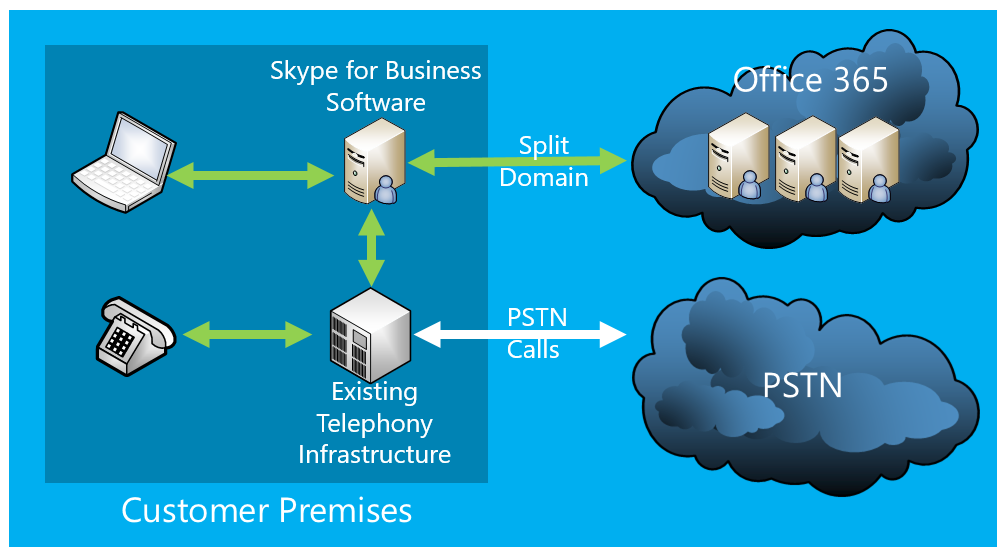 Skype for Business
Software
Office 365
Split
Domain
PSTN
Calls
PSTN
Existing
Telephony
Infrastructure
Customer Premises